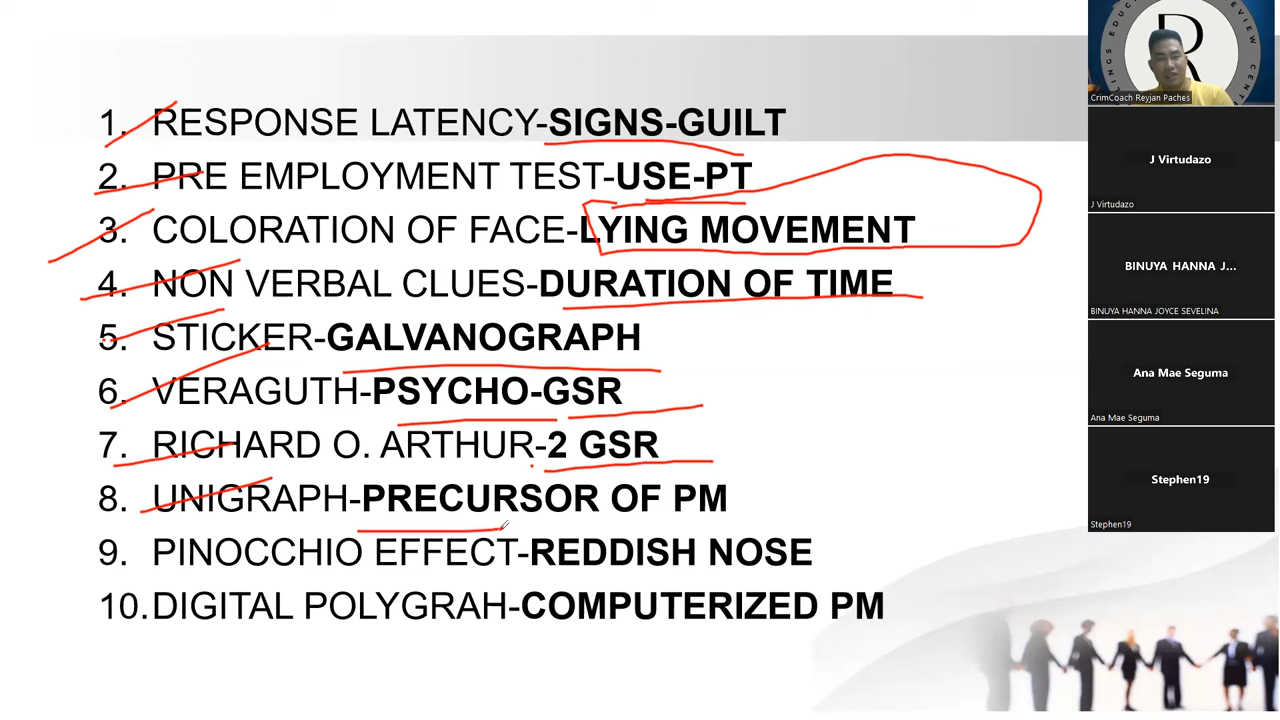 1. RESPONSE LATENCY-SIGNS-GUILT
2. PRE EMPLOYMENT TEST-USE-PT
3. COLORATION OF FACE-LYING MOVEMENT
4. NON VERBAL CLUES-DURATION OF TIME
5. STICKER-GALVANOGRAPH
6. VERAGUTH-PSYCHO-GSR
7. RICHARD O. ARTHUR-2 GSR
8. UNIGRAPH-PRECURSOR OF PM
9. PINOCCHIO EFFECT-REDDISH NOSE
10. DIGITAL POLYGRAH-COMPUTERIZED PM
R
CrimCoach Reyjan Paches
J Virtudazo
J Virtudazo
BINUYA HANNA J...
BINUYA HANNA JOYCE SEVELINA
Ana Mae Seguma
Ana Mae Seguma
Stephen19
Stephen19